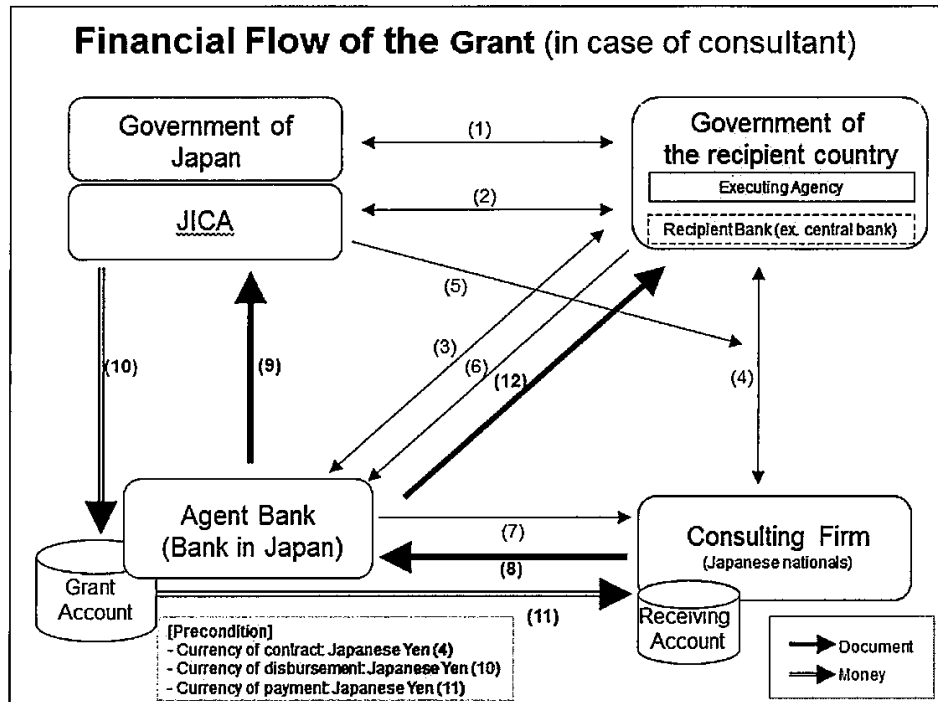 Financial Flow of the Grant (in case of consultant)
Government of
Japan
(1)
Government of
the recipient country
Executing Agency
Recipient Bank (ex. central bank)
JICA
(2)
(5)
(3)
(6)
(12)
(4)
(10)
(9)
Agent Bank
(Bank in Japan)
(7)
(8)
Consulting Firm
(Japanese nationals)
Grant
Account
(11)
Receiving
Account
[Precondition]
- Currency of contract: Japanese Yen (4)
- Currency of disbursement: Japanese Yen (10)
- Currency of payment: Japanese Yen (11)
Document
Money